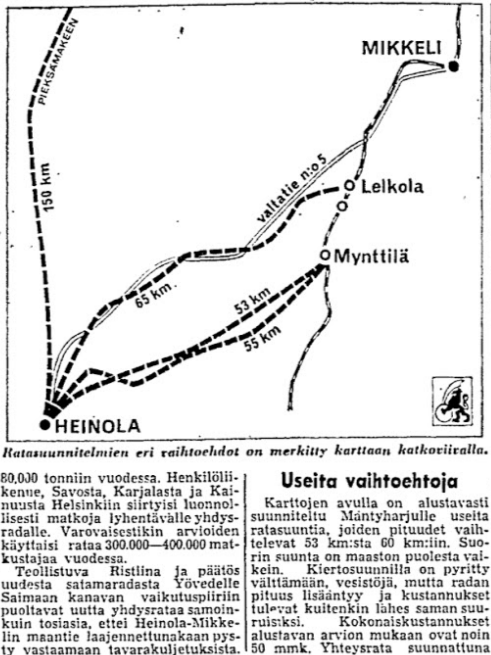 MIKKELI
PIEKSÄMÄKEEN
150 km
valtatie n:o 5
Lelkola
Mynttilä
65 km.
53 km
55 km
HEINOLA
Ratasuunnitelmien eri vaihtoehdot on merkitty karttaan katkoviivalla.
80.000 tonniin vuodessa. Henkilölii-
kenne, Savosta, Karjalasta ja Kai-
nuusta Helsinkiin siirtyisi luonnol-
lisesti matkoja lyhentävälle yhdys-
radalle. Varovaisestikin arvioiden
käyttäisi rataa 300.000—400.000 mat-
kustajaa vuodessa.
Teollistuva Ristiina ja päätös
uudesta satamaradasta Yövedelle
Saimaan kanavan vaikutuspiiriin
puoltavat uutta yhdysrataa samoin-
kuin tosiasia, ettei Heinola-Mikke-
lin maantie laajennettunakaan pys-
ty vastaamaan tavarakuljetuksista.
Useita vaihtoehtoja
Karttojen avulla on alustavasti
suunniteltu Mäntyharjulle useita
ratasuuntia, joiden pituudet vaih-
televat 53 km:sta 60 km:iin. Suo-
rin suunta on maaston puolesta vai-
kein. Kiertosuunnilla on pyritty
välttämään, vesistöjä, mutta radan
pituus lisääntyy ja kustannukset
tulevat kuitenkin lähes saman suu-
ruisiksi. Kokonaiskustannukset
alustavan arvion mukaan ovat noin
50 mmk. Yhteysrata suunnattuna